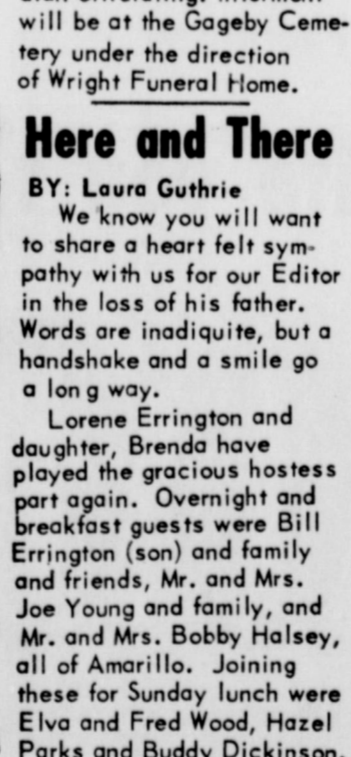 will be at the Gageby Ceme-
tery under the direction
of Wright Funeral Home.
Here and There
BY: Laura Guthrie
We know you will want
to share a heart felt sym-
pathy with us for our Editor
in the loss of his father.
Words are inadiquite, but a
handshake and a smile go
a lon g way.
Lorene Errington and
daughter, Brenda have
played the gracious hostess
part again. Overnight and
breakfast guests were Bill
Errington (son) and family
and friends, Mr. and Mrs.
Joe Young and family, and
Mr. and Mrs. Bobby Halsey,
all of Amarillo. Joining
these for Sunday lunch were
Elva and Fred Wood, Hazel
Parks and Buddy Dickinson.